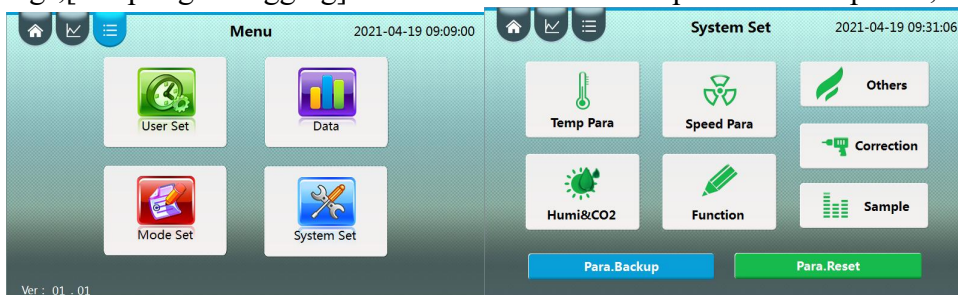 Menu
2021-04-19 09:09:00
User Set
Data
Mode Set
System Set
Ver: 01 . 01
System Set
2021-04-19 09:31:06
Temp Para
Speed Para
Others
Correction
Humi&CO2
Function
Sample
Para.Backup
Para.Reset